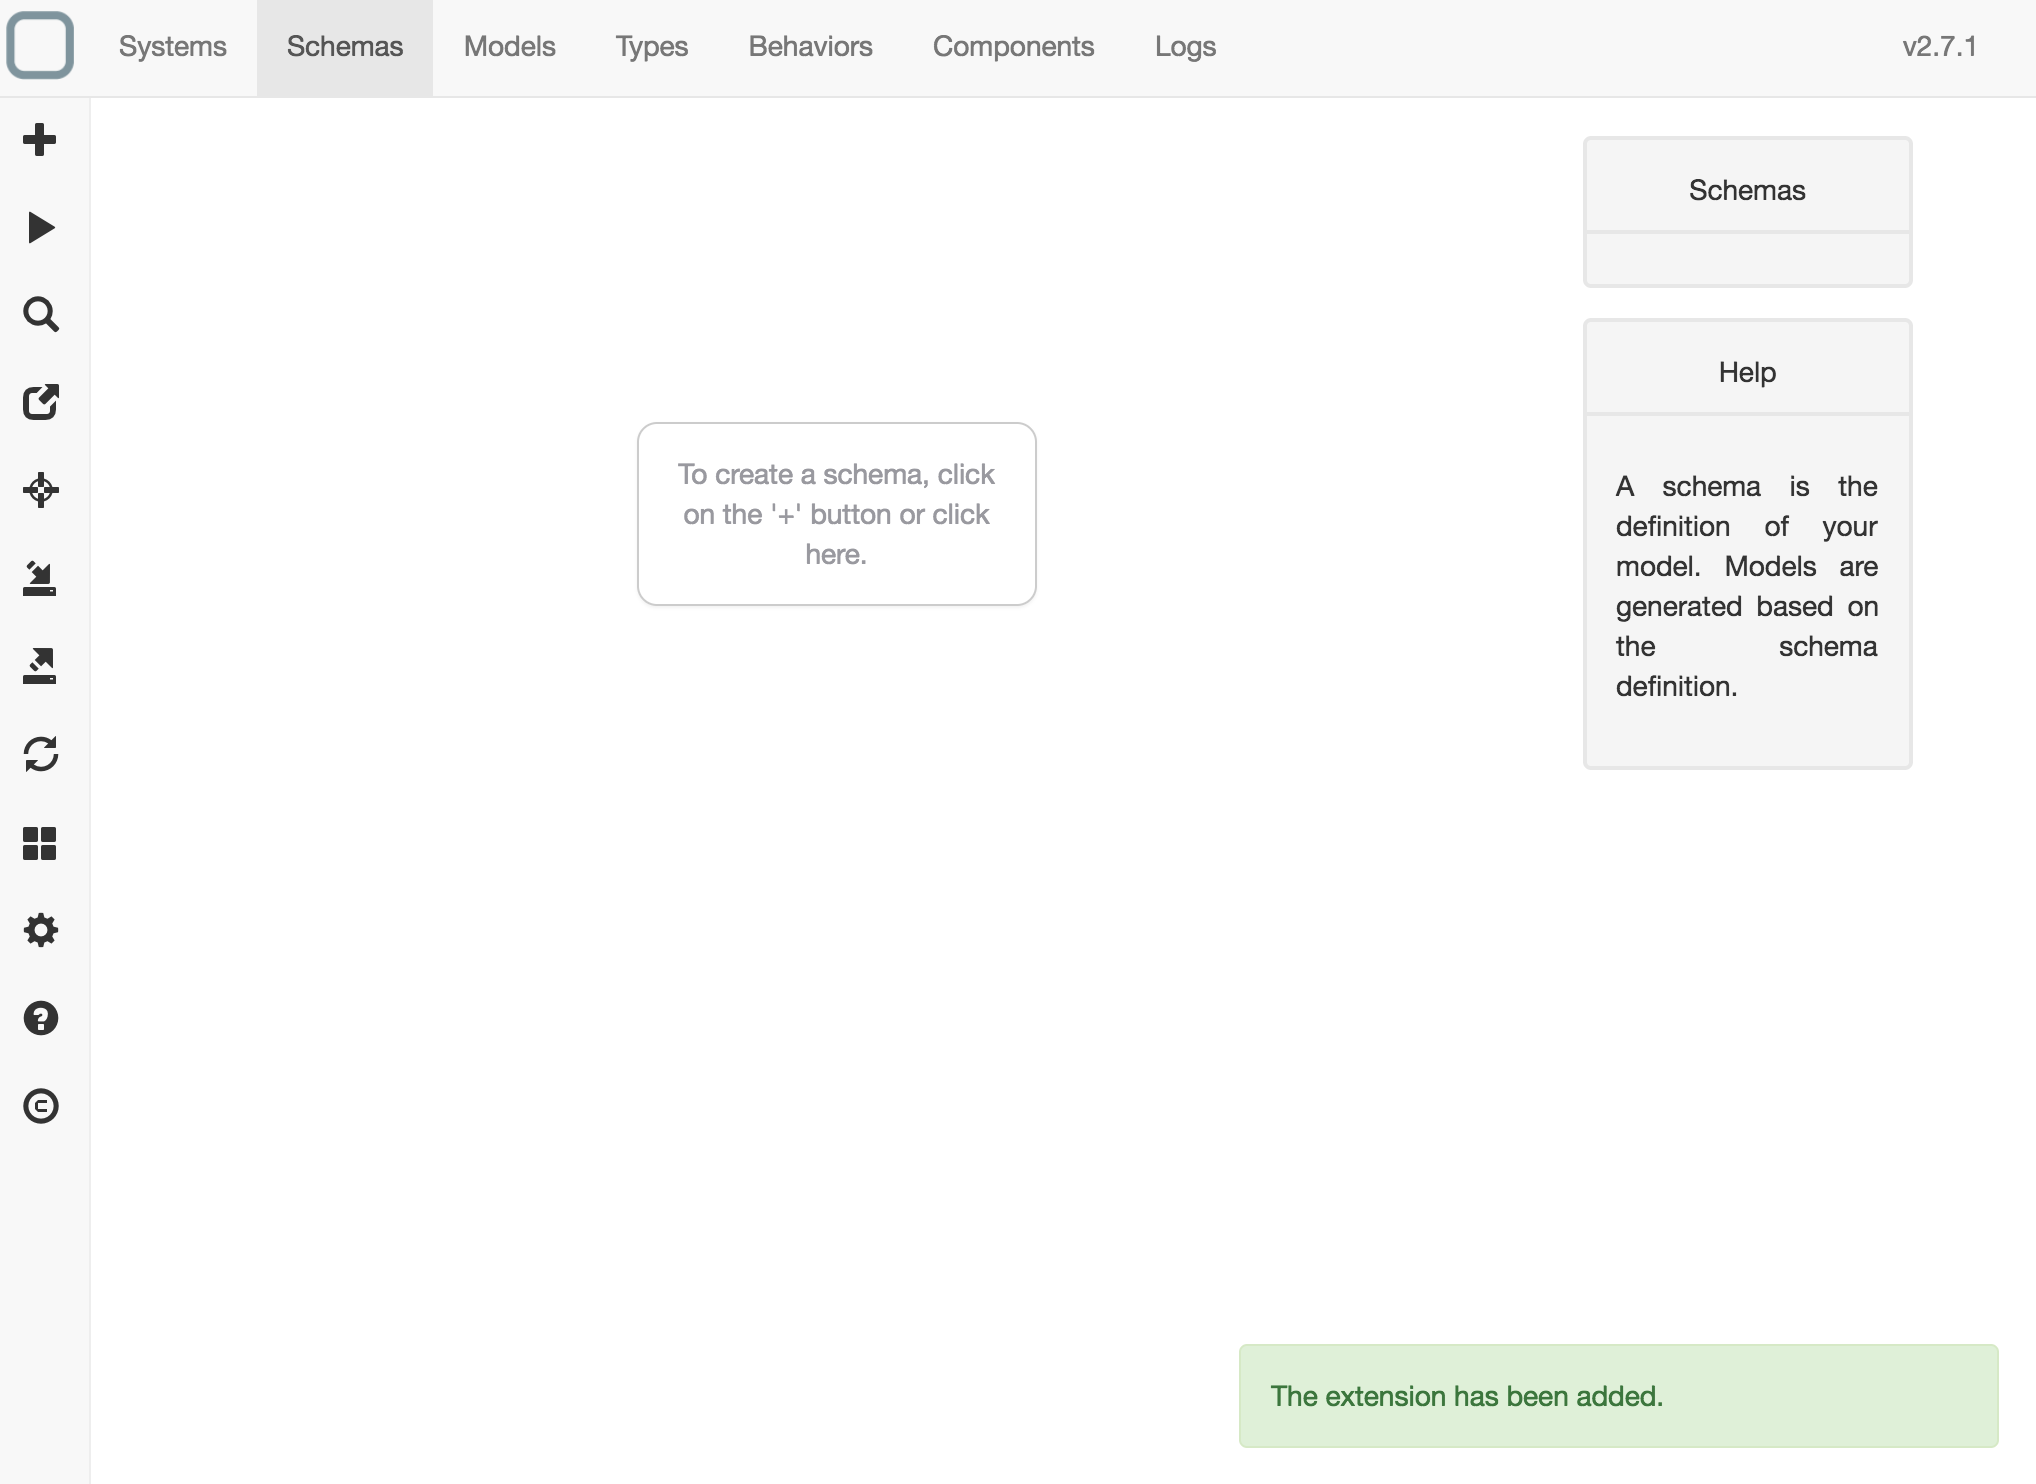 Systems
Schemas
Models
Types
Behaviors
Components
Logs
v2.7.1
To create a schema, click
on the '+' button or click
here.
Schemas
Help
A schema is the
definition of your
model. Models are
generated based on
the schema
definition.
The extension has been added.